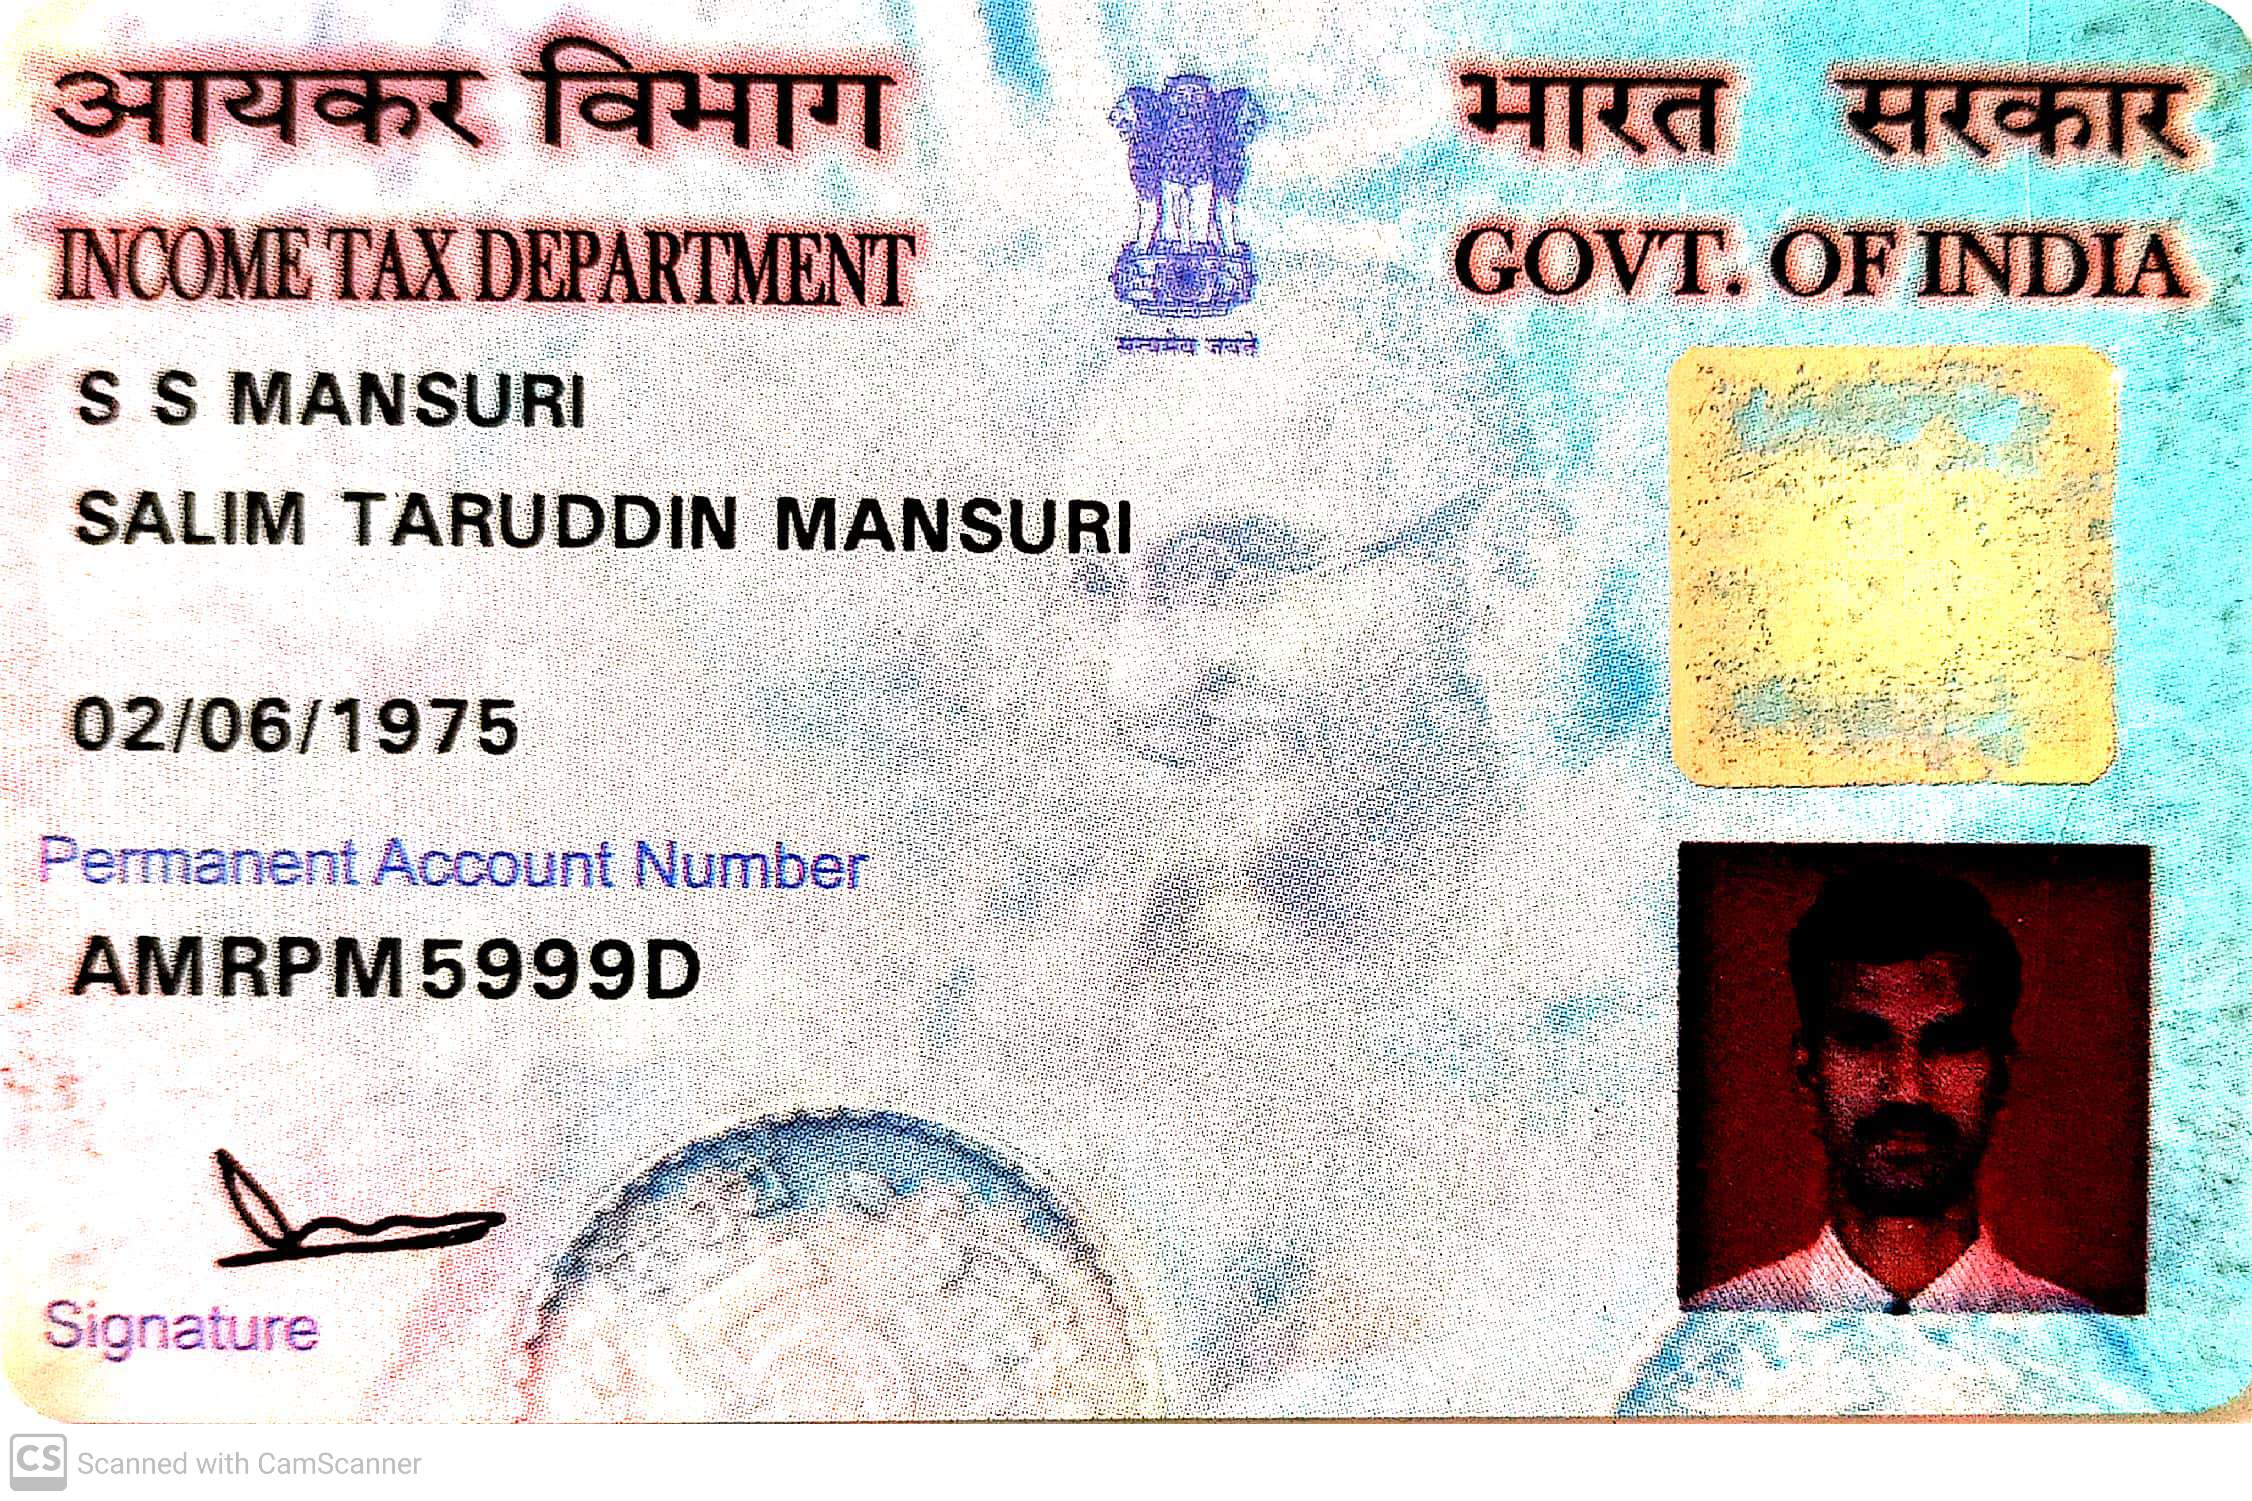 आयकर विभाग
भारत सरकार
INCOME TAX DEPARTMENT
GOVT. OF INDIA
सत्यमेव जयते
S S MANSURI
SALIM TARUDDIN MANSURI
02/06/1975
Permanent Account Number
AMRPM5999D
Signature
CS Scanned with CamScanner